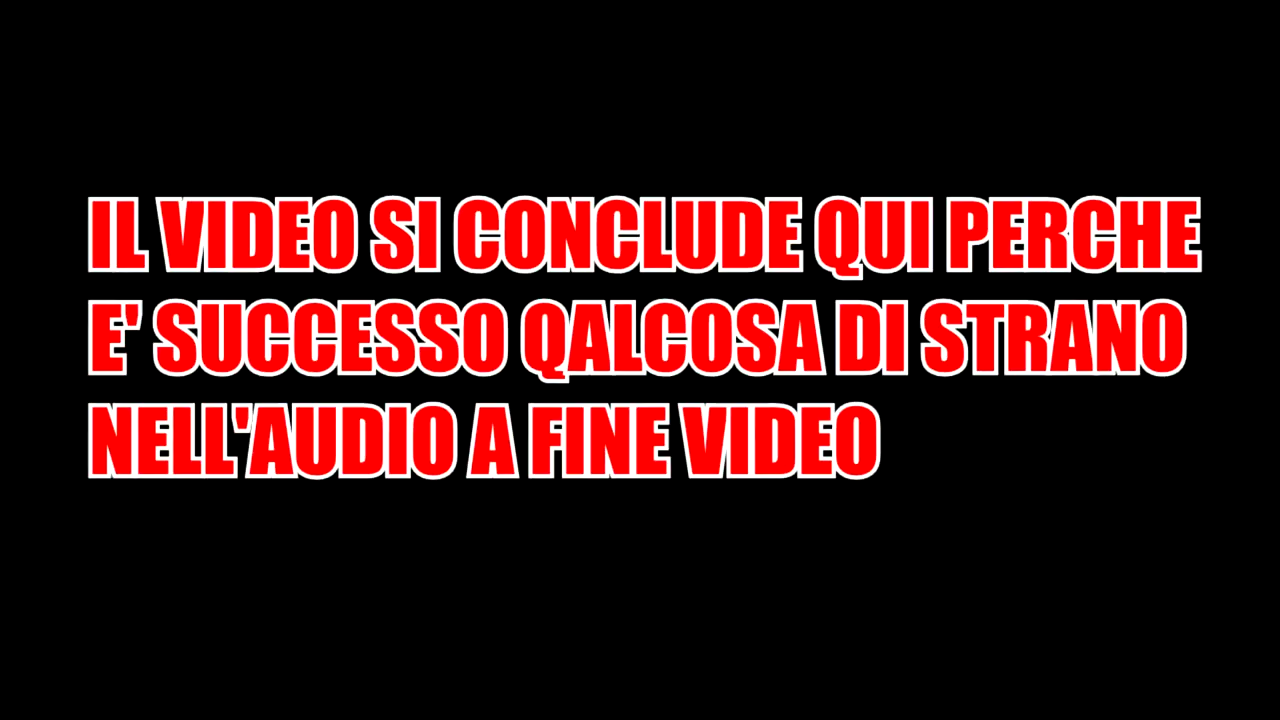 IL VIDEO SI CONCLUDE QUI PERCHE
E' SUCCESSO QALCOSA DI STRANO
NELL'AUDIO A FINE VIDEO